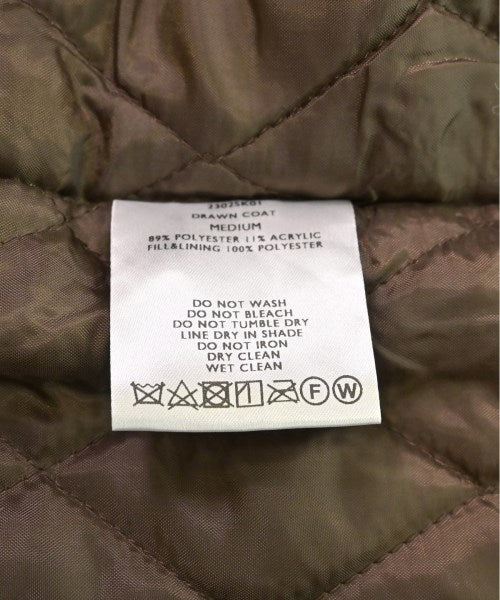 23025K01
DRAWN COAT
MEDIUM
89% POLYESTER 11% ACRYLIC
FILL&LINING 100% POLYESTER
DO NOT WASH
DO NOT BLEACH
DO NOT TUMBLE DRY
LINE DRY IN SHADE
DO NOT IRON
DRY CLEAN
WET CLEAN
F W